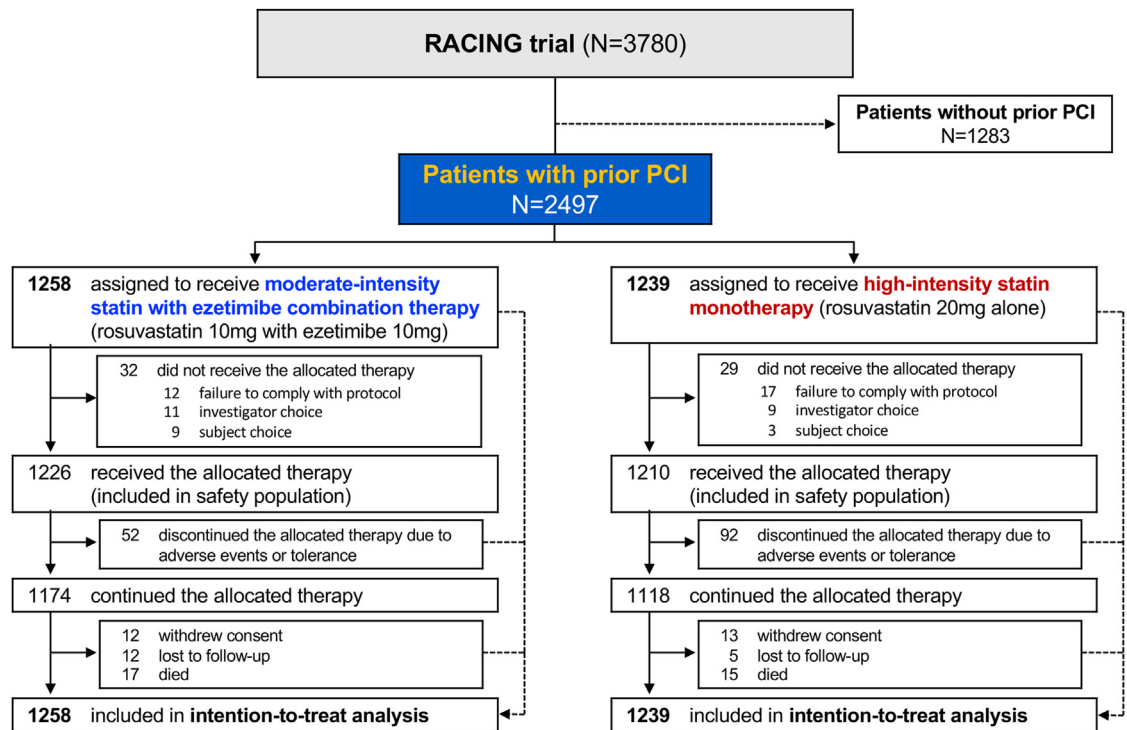 RACING trial (N=3780)
Patients without prior PCI
N=1283
Patients with prior PCI
N=2497
1258 assigned to receive moderate-intensity
statin with ezetimibe combination therapy
(rosuvastatin 10mg with ezetimibe 10mg)
32 did not receive the allocated therapy
12 failure to comply with protocol
11 investigator choice
9 subject choice
1226 received the allocated therapy
(included in safety population)
52 discontinued the allocated therapy due to
adverse events or tolerance
1174 continued the allocated therapy
12 withdrew consent
12 lost to follow-up
17 died
1258 included in intention-to-treat analysis
1239 assigned to receive high-intensity statin
monotherapy (rosuvastatin 20mg alone)
29 did not receive the allocated therapy
17 failure to comply with protocol
9 investigator choice
3 subject choice
1210 received the allocated therapy
(included in safety population)
92 discontinued the allocated therapy due to
adverse events or tolerance
1118 continued the allocated therapy
13 withdrew consent
5 lost to follow-up
15 died
1239 included in intention-to-treat analysis